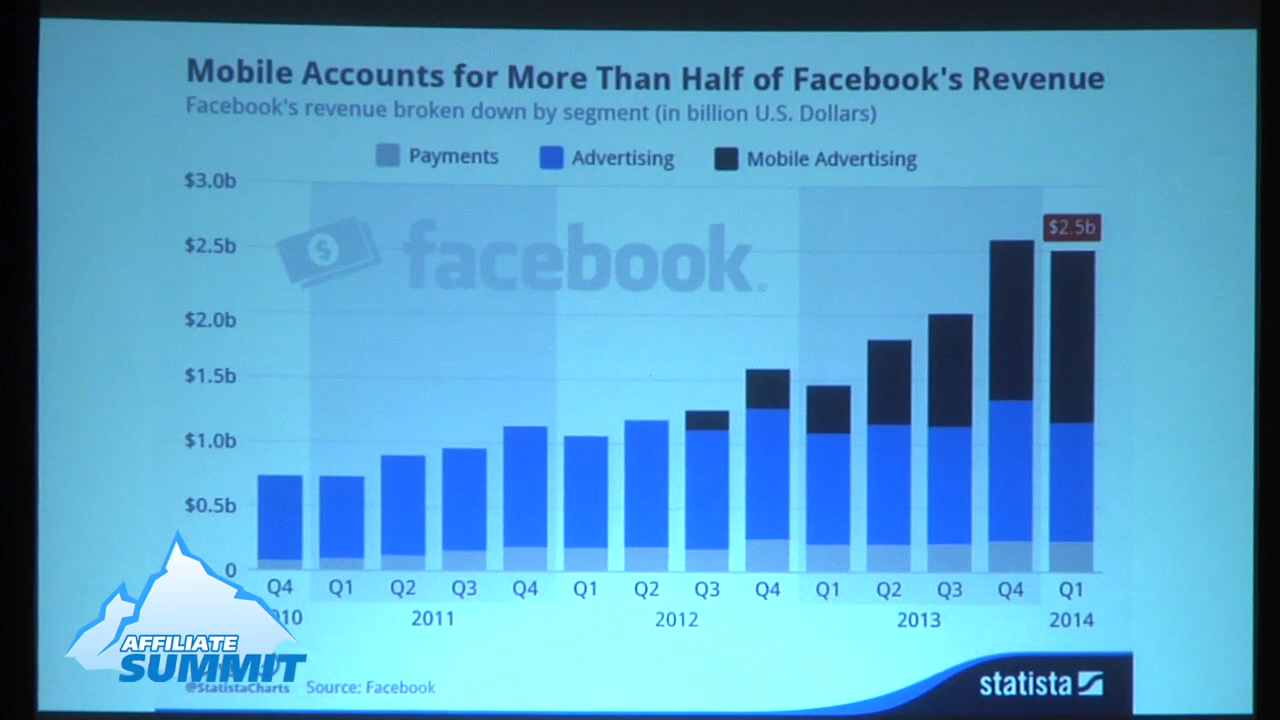 Mobile Accounts for More Than Half of Facebook's Revenue
Facebook's revenue broken down by segment (in billion U.S. Dollars)
Payments Advertising Mobile Advertising
$3.0b
facebook.
$2.5b
$2.5b
$2.0b
$1.5b
$1.0b
$0.5b
0
Q4 Q1 Q2 Q3 Q4 Q1 Q2 Q3 Q4 Q1 Q2 Q3 Q4 Q1
10 2011 2012 2013 2014
AFFILIATE
SUMMIT
@StatistaCharts Source: Facebook
statista